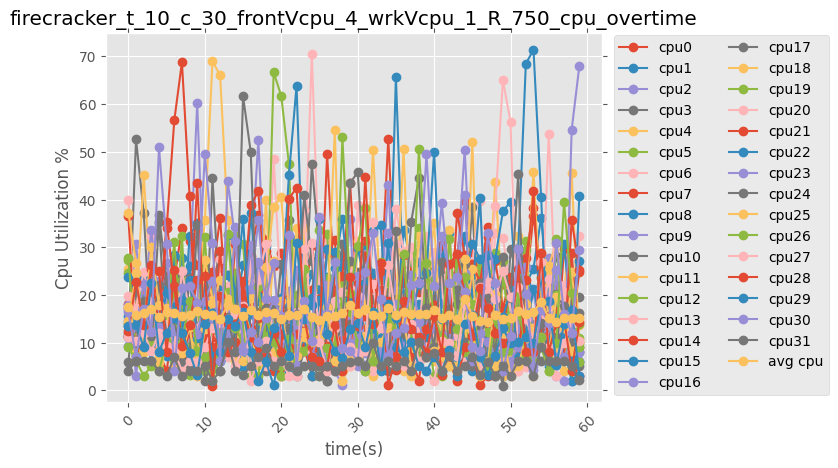 firecracker_t_10_c_30_frontVcpu_4_wrkVcpu_1_R_750_cpu_overtime
Cpu Utilization %
70
60
50
40
30
20
10
0
0
10
20
30
40
50
60
time(s)
cpu0
cpu1
cpu2
cpu3
cpu4
cpu5
cpu6
cpu7
cpu8
cpu9
cpu10
cpu11
cpu12
cpu13
cpu14
cpu15
cpu16
cpu17
cpu18
cpu19
cpu20
cpu21
cpu22
cpu23
cpu24
cpu25
cpu26
cpu27
cpu28
cpu29
cpu30
cpu31
avg cpu